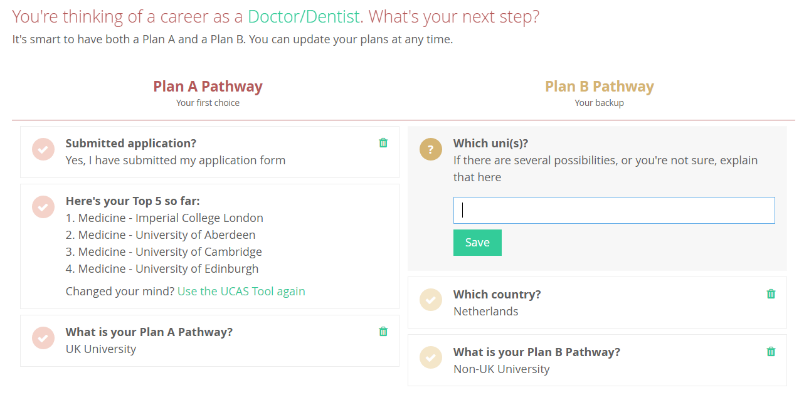 You're thinking of a career as a Doctor/Dentist. What's your next step?
It's smart to have both a Plan A and a Plan B. You can update your plans at any time.
Plan A Pathway
Your first choice
Submitted application?
Yes, I have submitted my application form
Here's your Top 5 so far:
1. Medicine - Imperial College London
2. Medicine - University of Aberdeen
3. Medicine - University of Cambridge
4. Medicine - University of Edinburgh
Changed your mind? Use the UCAS Tool again
What is your Plan A Pathway?
UK University
Plan B Pathway
Your backup
?
Which uni(s)?
If there are several possibilities, or you're not sure, explain
that here
Save
Which country?
Netherlands
What is your Plan B Pathway?
Non-UK University